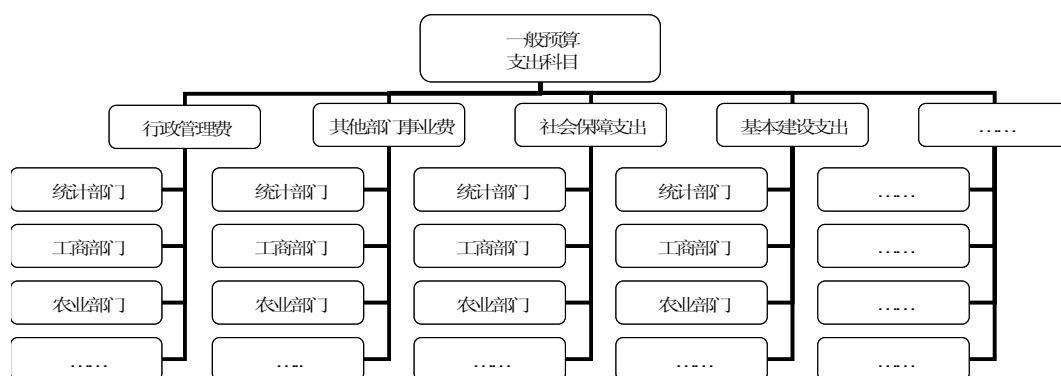 一般预算
支出科目
行政管理费
其他部门事业费
社会保障支出
基本建设支出
……
统计部门
统计部门
统计部门
统计部门
……
工商部门
工商部门
工商部门
工商部门
……
农业部门
农业部门
农业部门
农业部门
……
……
…..
……
……
……